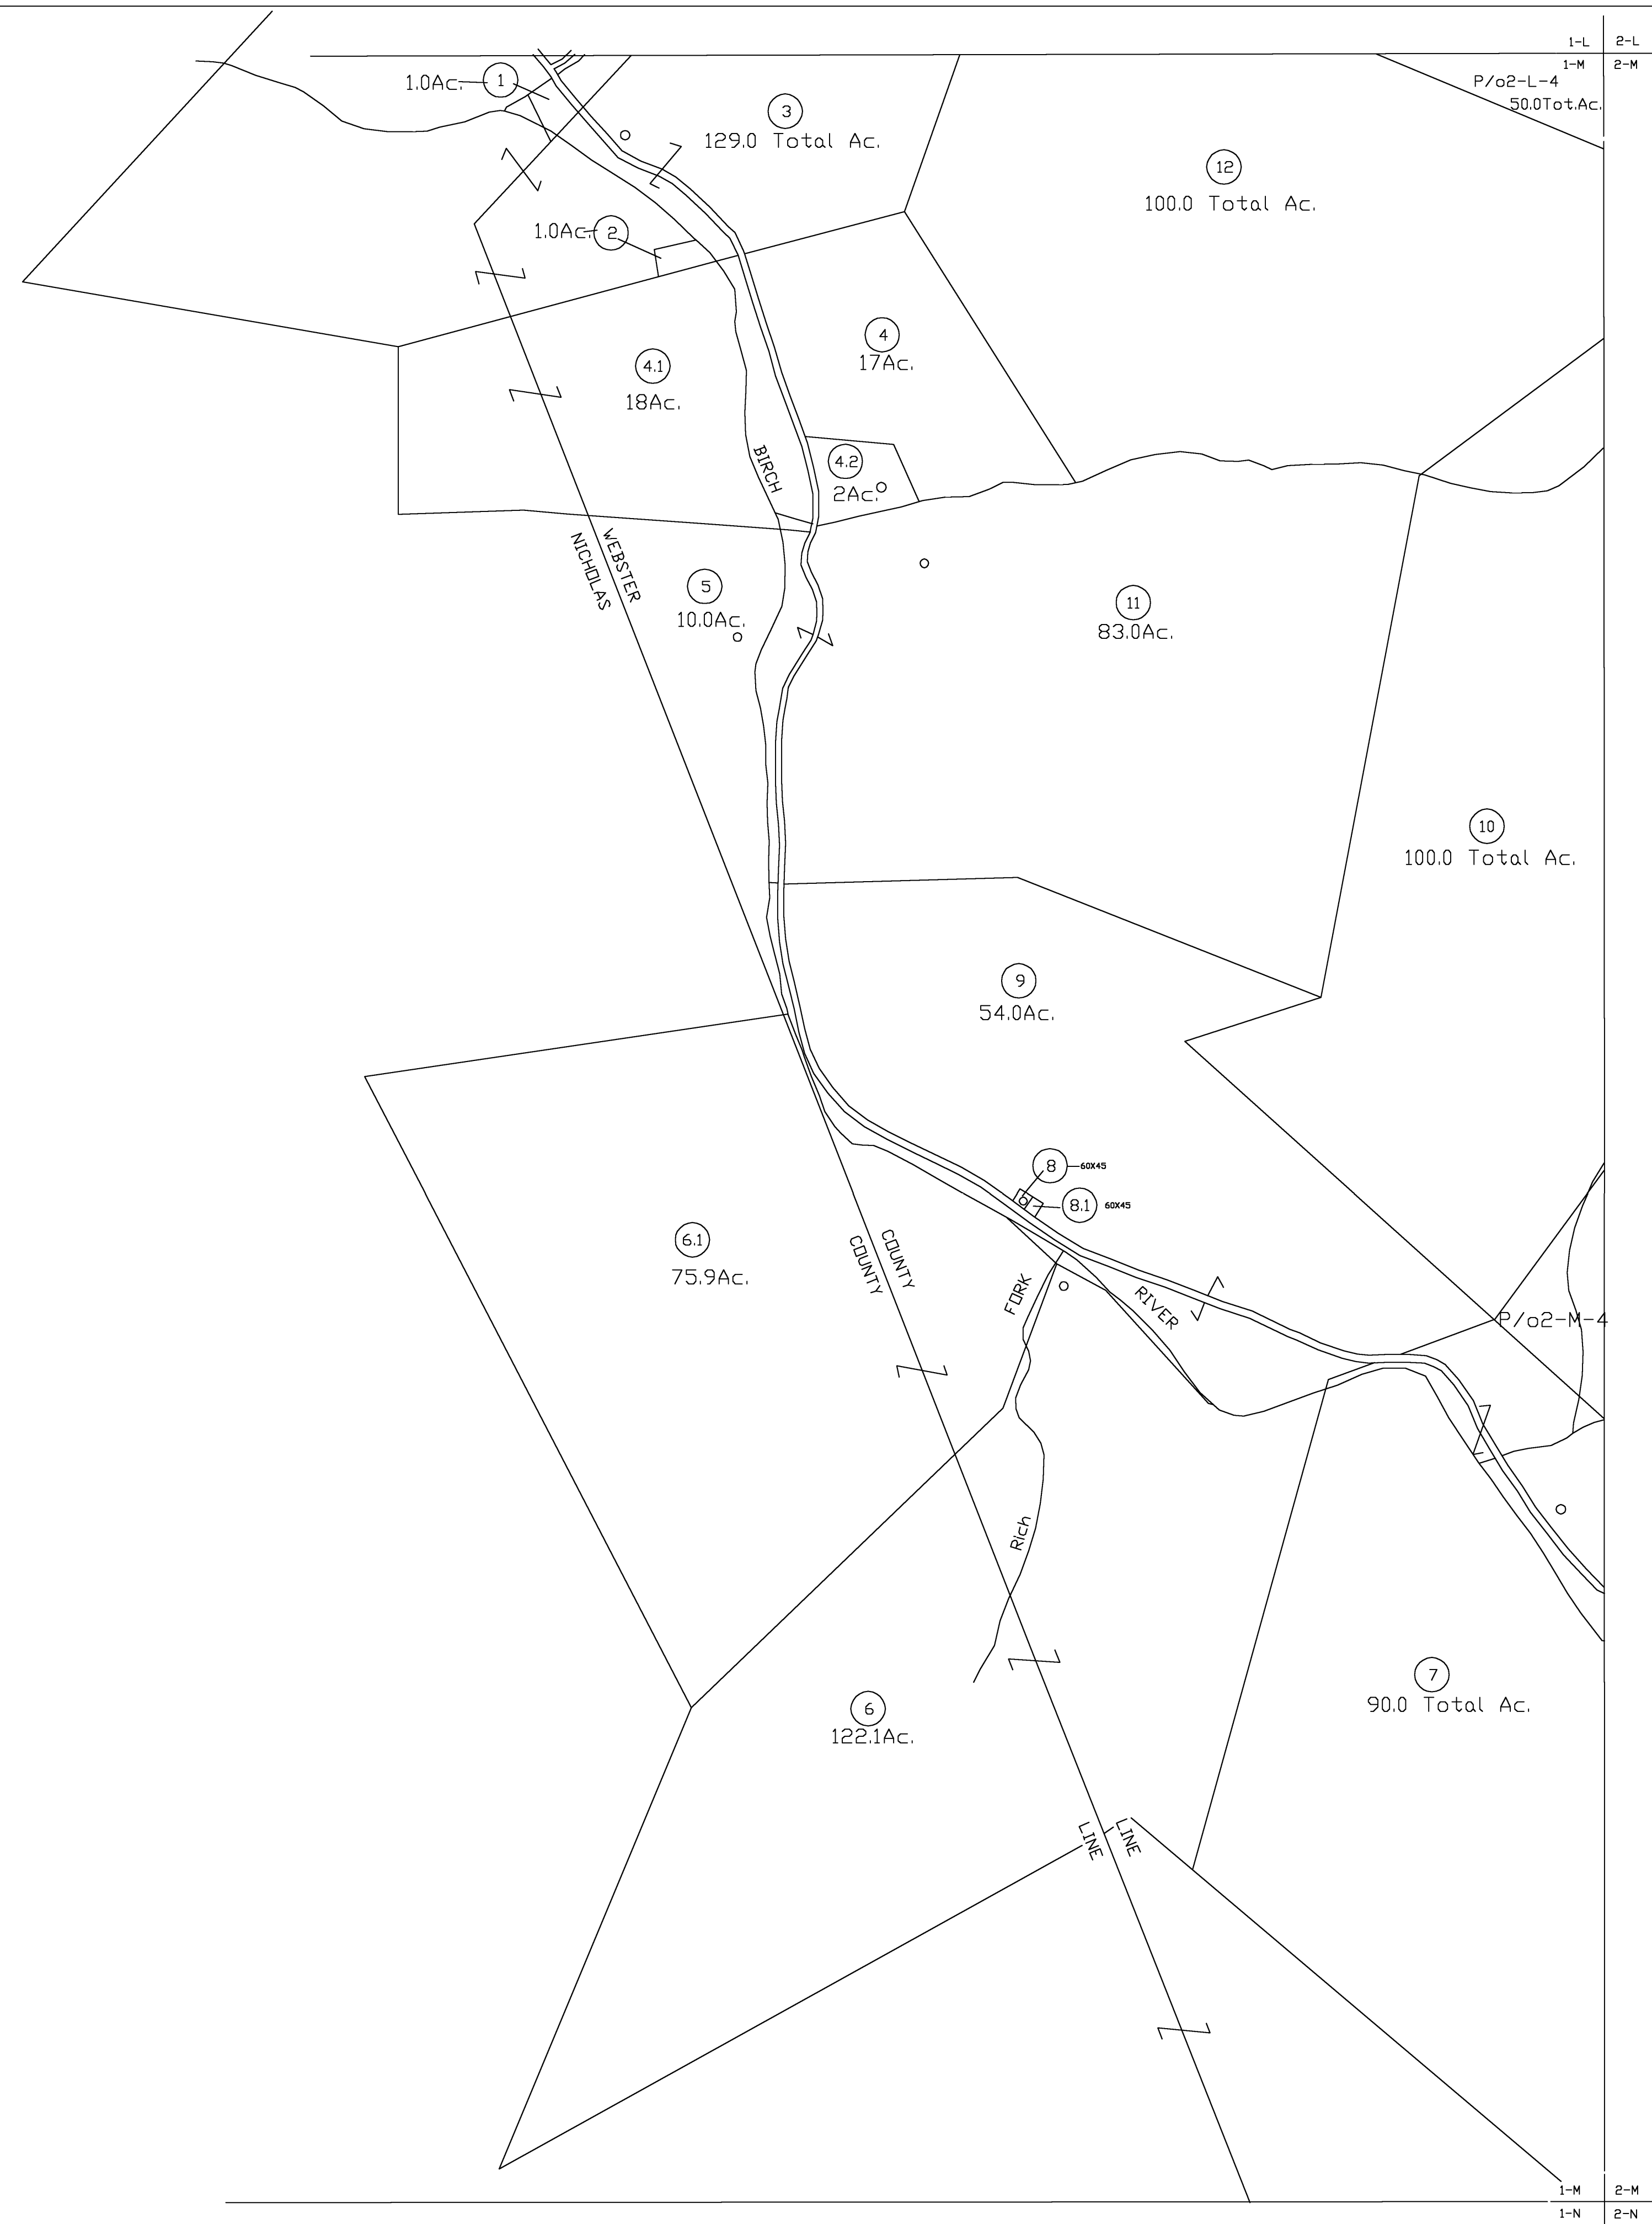 1-L 2-L
1-M 2-M
P/o2-L-4
50.0Tot.Ac.
1.0Ac. 1
3
129.0 Total Ac.
12
100.0 Total Ac.
1.0Ac. 2
4
17Ac.
4.1
18Ac.
BIRCH
4.2
2Ac.
WEBSTER
NICHOLAS
5
10.0Ac.
11
83.0Ac.
10
100.0 Total Ac.
9
54.0Ac.
8 60X45
8.1 60X45
6.1
75.9Ac.
COUNTY
COUNTY
FORK
RIVER
P/o2-M-4
Rich
7
90.0 Total Ac.
6
122.1Ac.
LINE
LINE
1-M 2-M
1-N 2-N